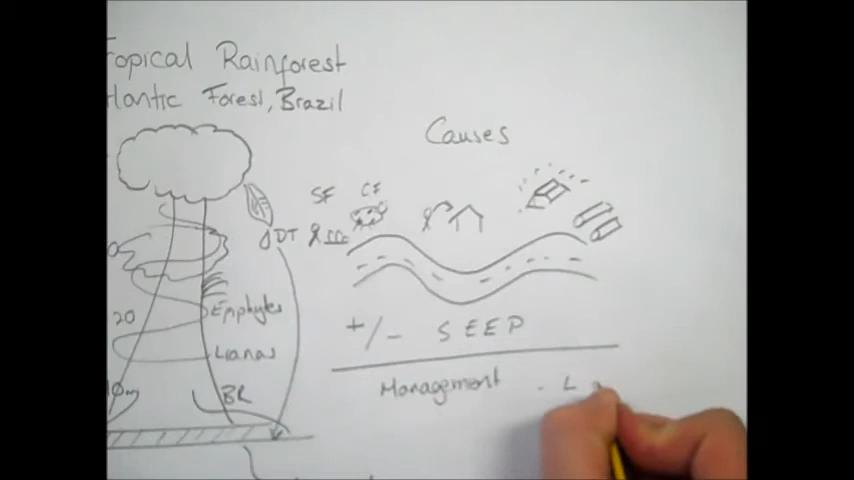 Tropical Rainforest
Atlantic Forest, Brazil
Causes
SF CF
DT
Epiphytes
20
Lianas
10m
BR
+/- SEEP
Management - L